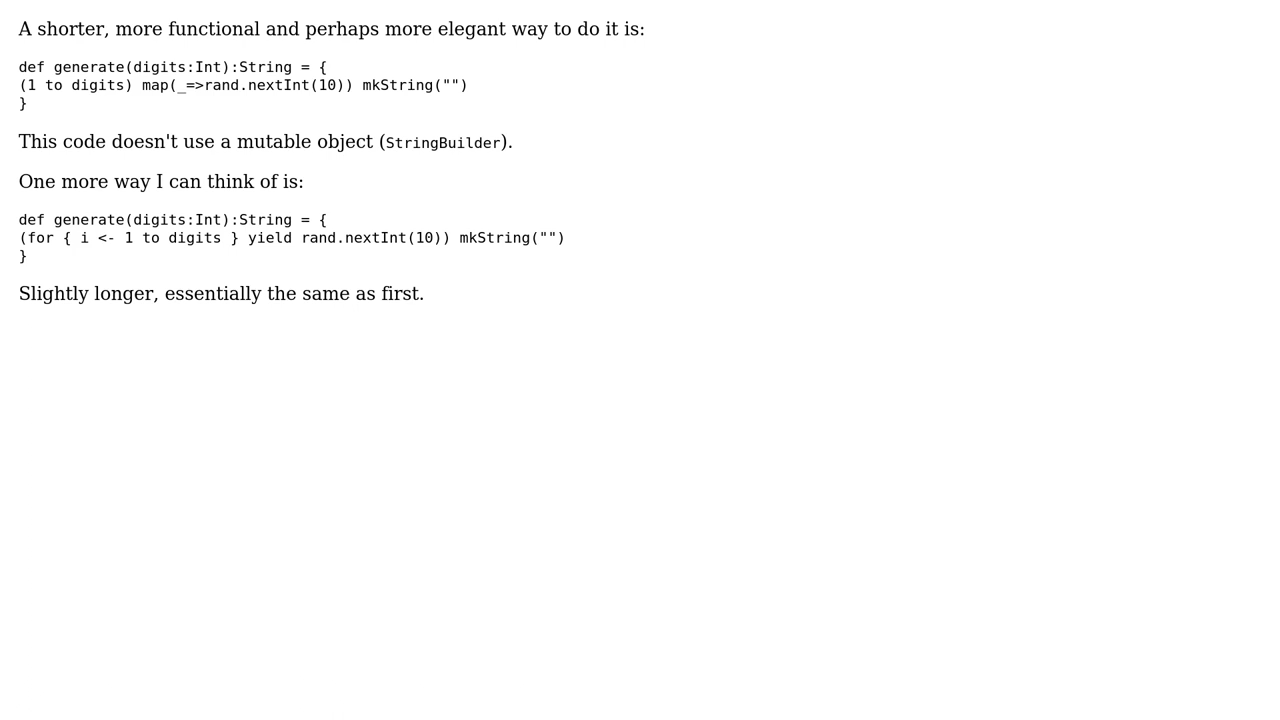 A shorter, more functional and perhaps more elegant way to do it is:
def generate(digits:Int):String = {
(1 to digits) map(_=>rand.nextInt(10)) mkString("")
}
This code doesn't use a mutable object (StringBuilder).
One more way I can think of is:
def generate(digits:Int):String = {
(for { i <- 1 to digits } yield rand.nextInt(10)) mkString("")
}
Slightly longer, essentially the same as first.